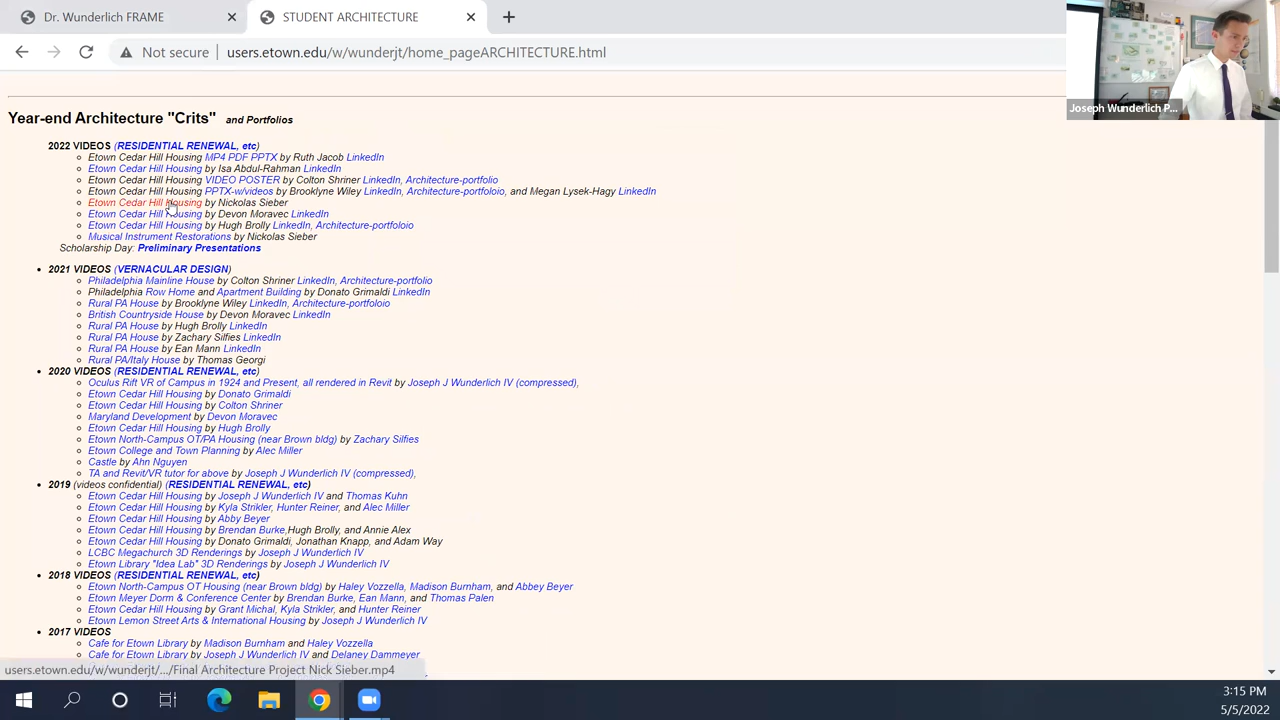 Dr. Wunderlich FRAME
STUDENT ARCHITECTURE
Not secure
users.etown.edu/w/wunderjt/home_pageARCHITECTURE.html
Joseph Wunderlich P...
Year-end Architecture "Crits" and Portfolios
2022 VIDEOS (RESIDENTIAL RENEWAL, etc)
Etown Cedar Hill Housing MP4 PDF PPTX by Ruth Jacob LinkedIn
Etown Cedar Hill Housing by Isa Abdul-Rahman LinkedIn
Etown Cedar Hill Housing VIDEO POSTER by Colton Shriner LinkedIn, Architecture-portfolio
Etown Cedar Hill Housing PPTX-w/videos by Brooklyne Wiley LinkedIn, Architecture-portfoloio, and Megan Lysek-Hagy LinkedIn
Etown Cedar Hill Housing by Nickolas Sieber
Etown Cedar Hill Housing by Devon Moravec LinkedIn
Etown Cedar Hill Housing by Hugh Brolly LinkedIn, Architecture-portfoloio
Musical Instrument Restorations by Nickolas Sieber
Scholarship Day: Preliminary Presentations
2021 VIDEOS (VERNACULAR DESIGN)
Philadelphia Mainline House by Colton Shriner LinkedIn, Architecture-portfolio
Philadelphia Row Home and Apartment Building by Donato Grimaldi LinkedIn
Rural PA House by Brooklyne Wiley LinkedIn, Architecture-portfoloio
British Countryside House by Devon Moravec LinkedIn
Rural PA House by Hugh Brolly LinkedIn
Rural PA House by Zachary Silfies LinkedIn
Rural PA House by Ean Mann LinkedIn
Rural PA/Italy House by Thomas Georgi
2020 VIDEOS (RESIDENTIAL RENEWAL, etc)
Oculus Rift VR of Campus in 1924 and Present, all rendered in Revit by Joseph J Wunderlich IV (compressed),
Etown Cedar Hill Housing by Donato Grimaldi
Etown Cedar Hill Housing by Colton Shriner
Maryland Development by Devon Moravec
Etown Cedar Hill Housing by Hugh Brolly
Etown North-Campus OT/PA Housing (near Brown bldg) by Zachary Silfies
Etown College and Town Planning by Alec Miller
Castle by Ahn Nguyen
TA and Revit/VR tutor for above by Joseph J Wunderlich IV (compressed),
2019 (videos confidential) (RESIDENTIAL RENEWAL, etc)
Etown Cedar Hill Housing by Joseph J Wunderlich IV and Thomas Kuhn
Etown Cedar Hill Housing by Kyla Strikler, Hunter Reiner, and Alec Miller
Etown Cedar Hill Housing by Abby Beyer
Etown Cedar Hill Housing by Brendan Burke,Hugh Brolly, and Annie Alex
Etown Cedar Hill Housing by Donato Grimaldi, Jonathan Knapp, and Adam Way
LCBC Megachurch 3D Renderings by Joseph J Wunderlich IV
Etown Library "Idea Lab" 3D Renderings by Joseph J Wunderlich IV
2018 VIDEOS (RESIDENTIAL RENEWAL, etc)
Etown North-Campus OT Housing (near Brown bldg) by Haley Vozzella, Madison Burnham, and Abbey Beyer
Etown Meyer Dorm & Conference Center by Brendan Burke, Ean Mann, and Thomas Palen
Etown Cedar Hill Housing by Grant Michal, Kyla Strikler, and Hunter Reiner
Etown Lemon Street Arts & International Housing by Joseph J Wunderlich IV
2017 VIDEOS
Cafe for Etown Library by Madison Burnham and Haley Vozzella
Cafe for Etown Library by Joseph J Wunderlich IV and Delaney Dammeyer
users.etown.edu/w/wunderjt/.../Final Architecture Project Nick Sieber.mp4
3:15 PM
5/5/2022